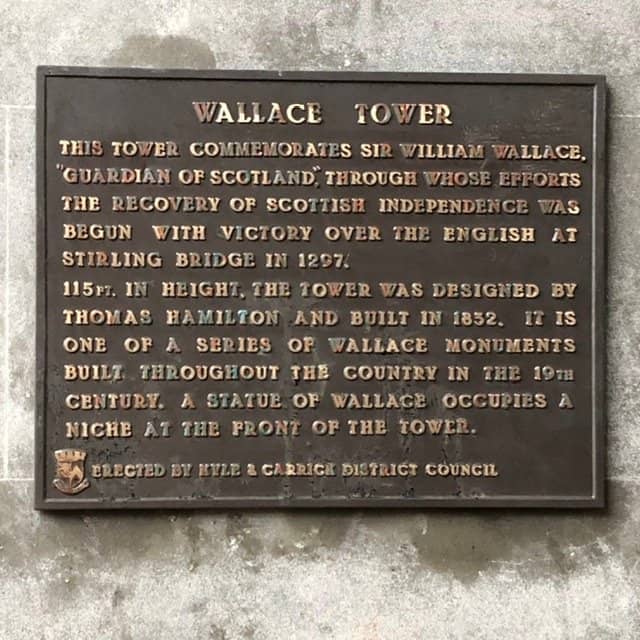 WALLACE TOWER
THIS TOWER COMMEMORATES SIR WILLIAM WALLACE,
"GUARDIAN OF SCOTLAND", THROUGH WHOSE EFFORTS
THE RECOVERY OF SCOTTISH INDEPENDENCE WAS
BEGUN WITH VICTORY OVER THE ENGLISH AT
STIRLING BRIDGE IN 1297.
115FT. IN HEIGHT, THE TOWER WAS DESIGNED BY
THOMAS HAMILTON AND BUILT IN 1832. IT IS
ONE OF A SERIES OF WALLACE MONUMENTS
BUILT THROUGHOUT THE COUNTRY IN THE 19TH
CENTURY. A STATUE OF WALLACE OCCUPIES A
NICHE AT THE FRONT OF THE TOWER.
ERECTED BY KYLE & CARRICK DISTRICT COUNCIL